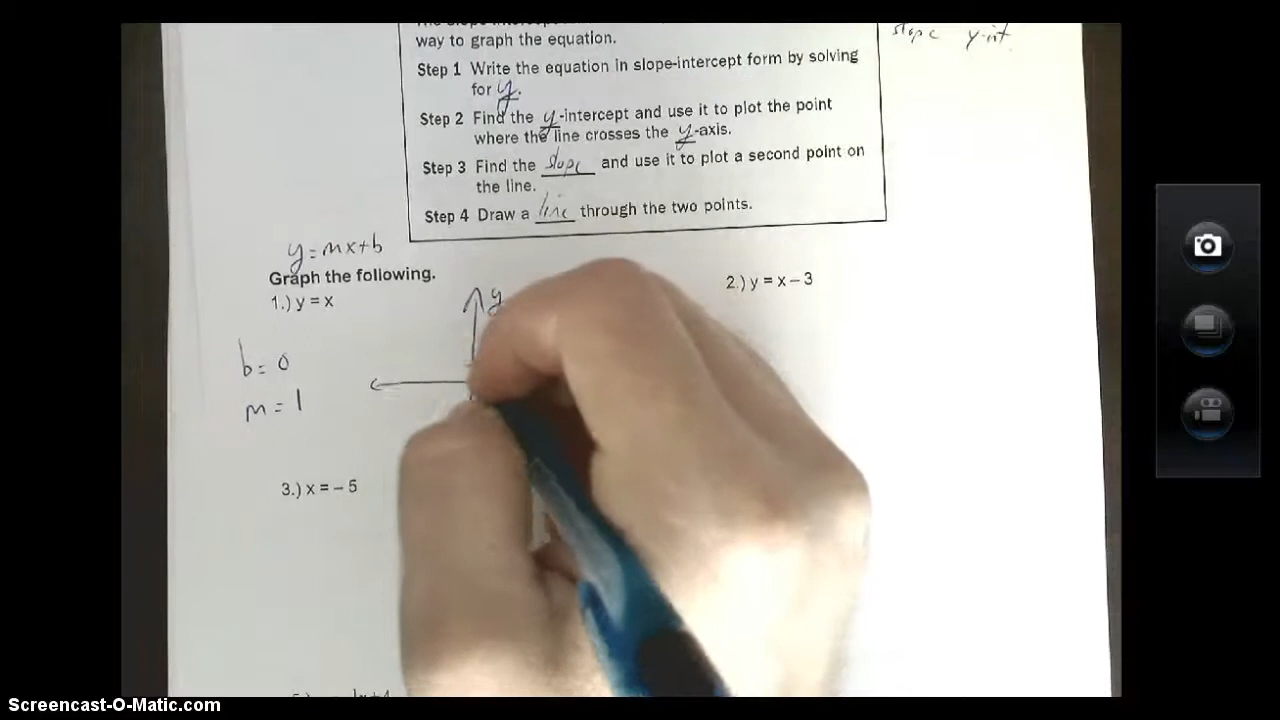 slope y-int
way to graph the equation.
Step 1 Write the equation in slope-intercept form by solving
for y.
Step 2 Find the y-intercept and use it to plot the point
where the line crosses the y-axis.
Step 3 Find the slope and use it to plot a second point on
the line.
Step 4 Draw a line through the two points.
y=mx+b
Graph the following.
1.) y = x
y
2.) y = x – 3
b = 0
m = 1
3.) x = – 5
Screencast-O-Matic.com